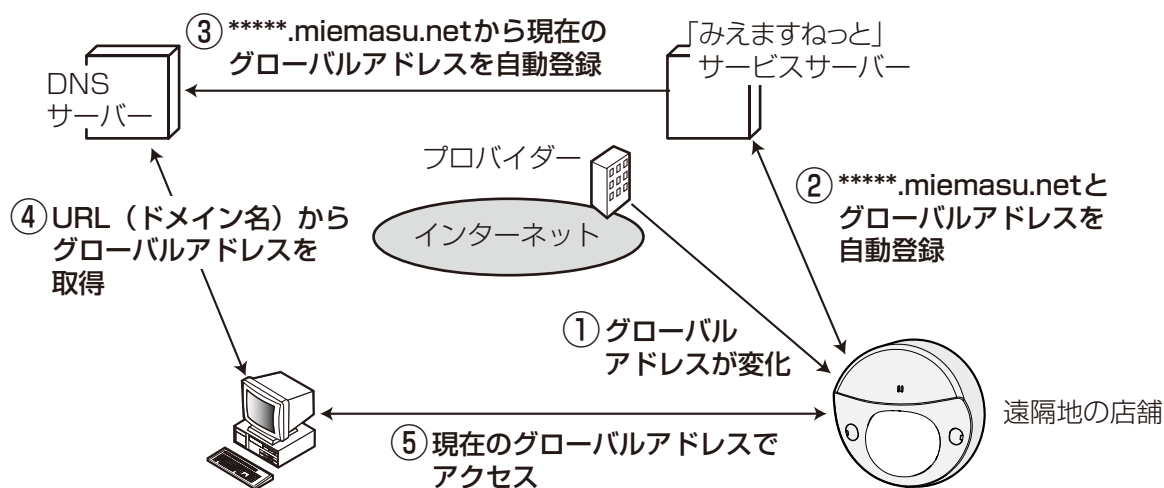 ③*****.miemasu.netから現在の
グローバルアドレスを自動登録
「みえますねっと」
サービスサーバー
DNS
サーバー
プロバイダー
②*****.miemasu.netと
グローバルアドレスを
自動登録
④URL（ドメイン名）から
グローバルアドレスを
取得
インターネット
①グローバル
アドレスが変化
遠隔地の店舗
⑤現在のグローバルアドレスで
アクセス